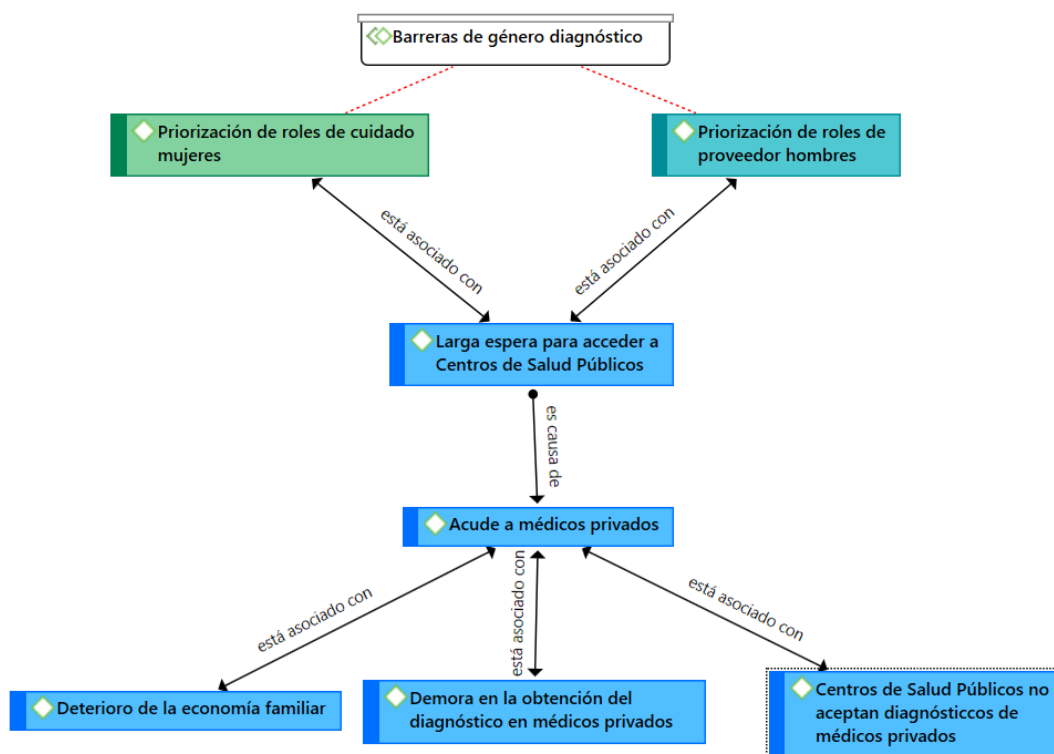 Barreras de género diagnóstico
Priorización de roles de cuidado
mujeres
Priorización de roles de
proveedor hombres
está asociado con
está asociado con
Larga espera para acceder a
Centros de Salud Públicos
es causa de
Acude a médicos privados
está asociado con
está asociado con
está asociado con
Deterioro de la economía familiar
Demora en la obtención del
diagnóstico en médicos privados
Centros de Salud Públicos no
aceptan diagnósticcos de
médicos privados